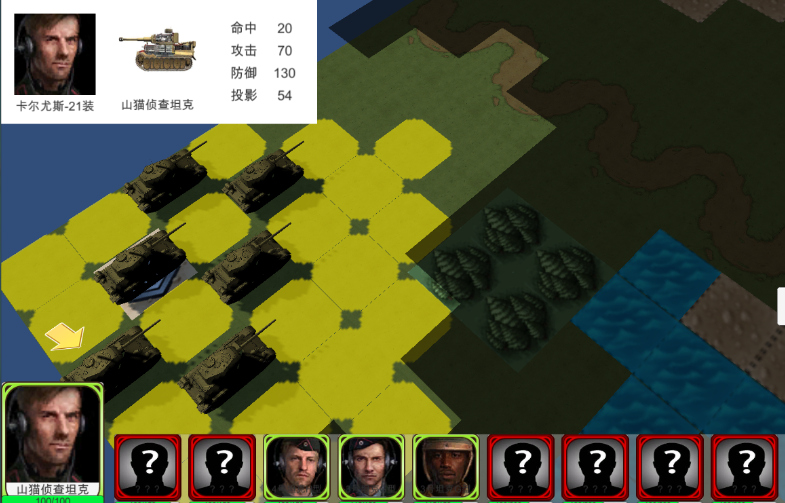 命中 20
攻击 70
防御 130
投影 54
卡尔尤斯-21装
山猫侦查坦克
山猫侦查坦克
100/100
?
?
?
?
?
?